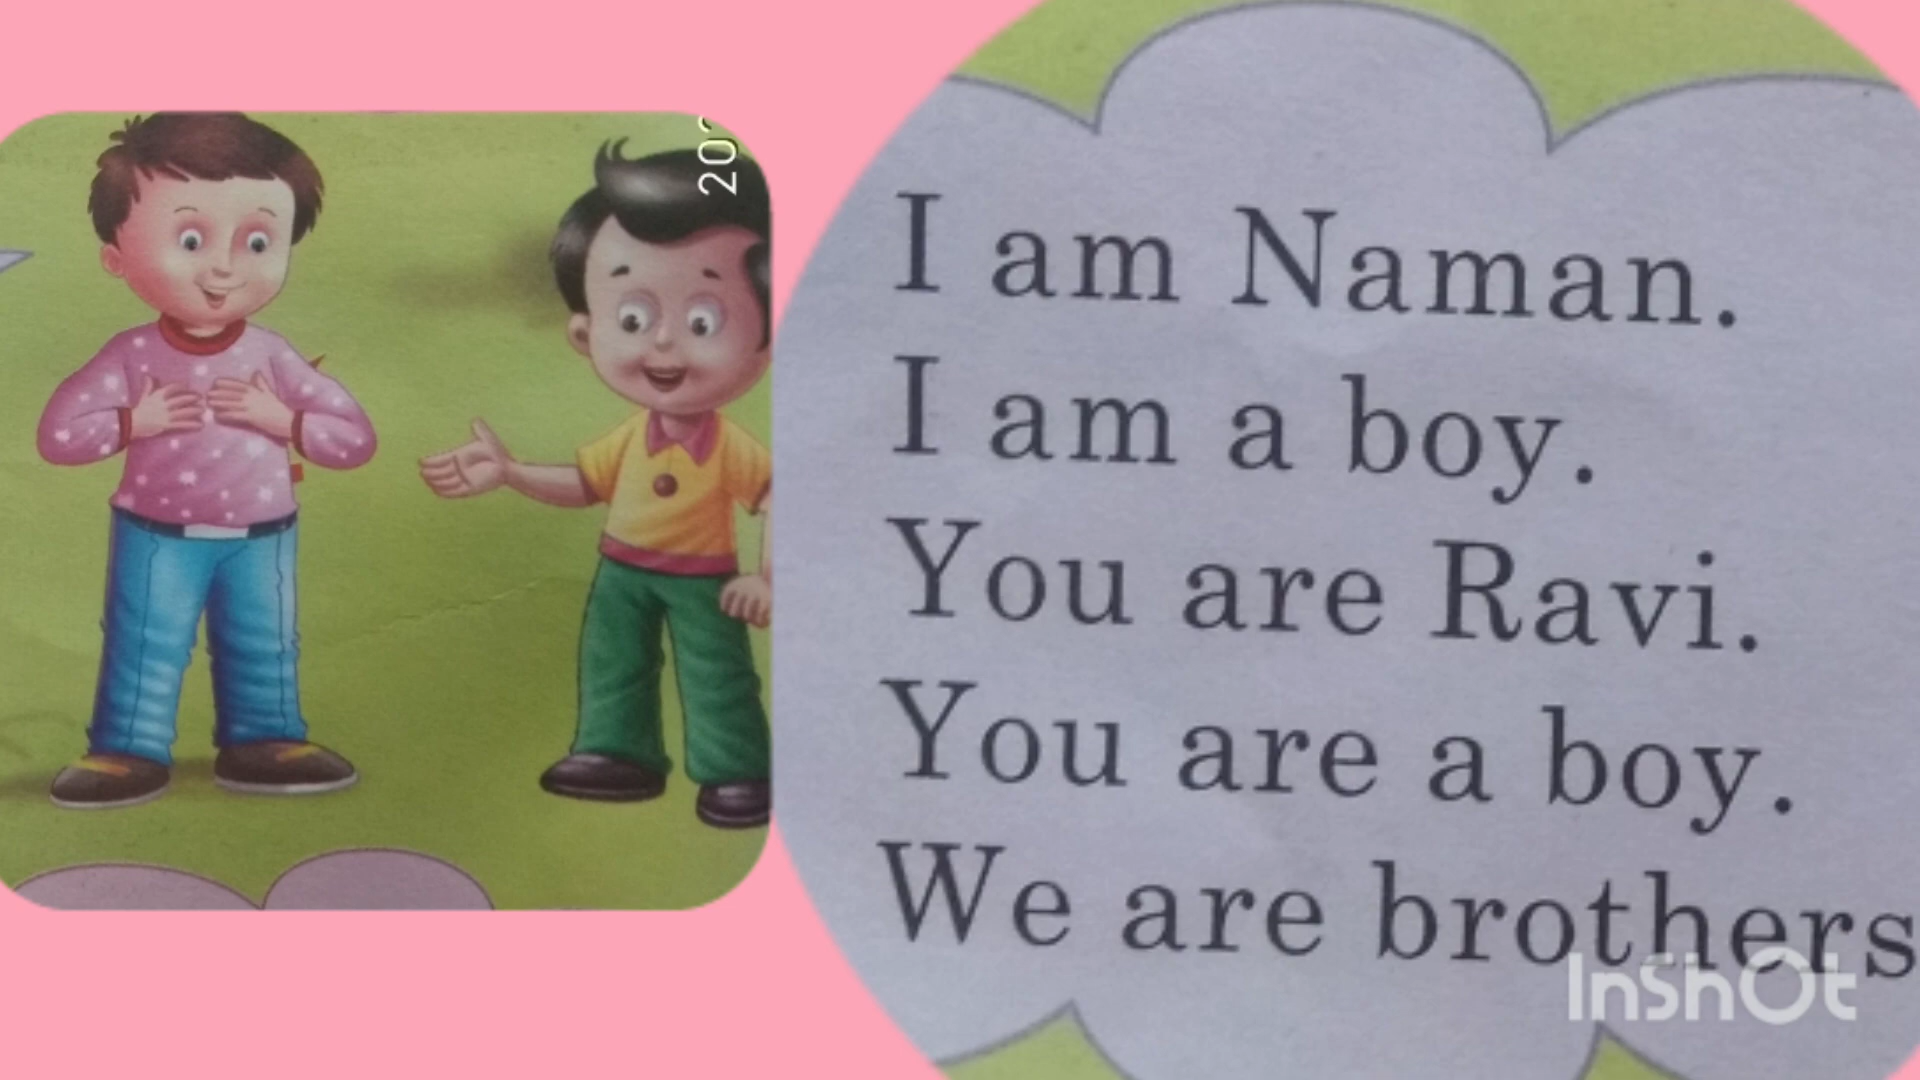 I am Naman.
I am a boy.
You are Ravi.
You are a boy.
We are brothers
InShOt